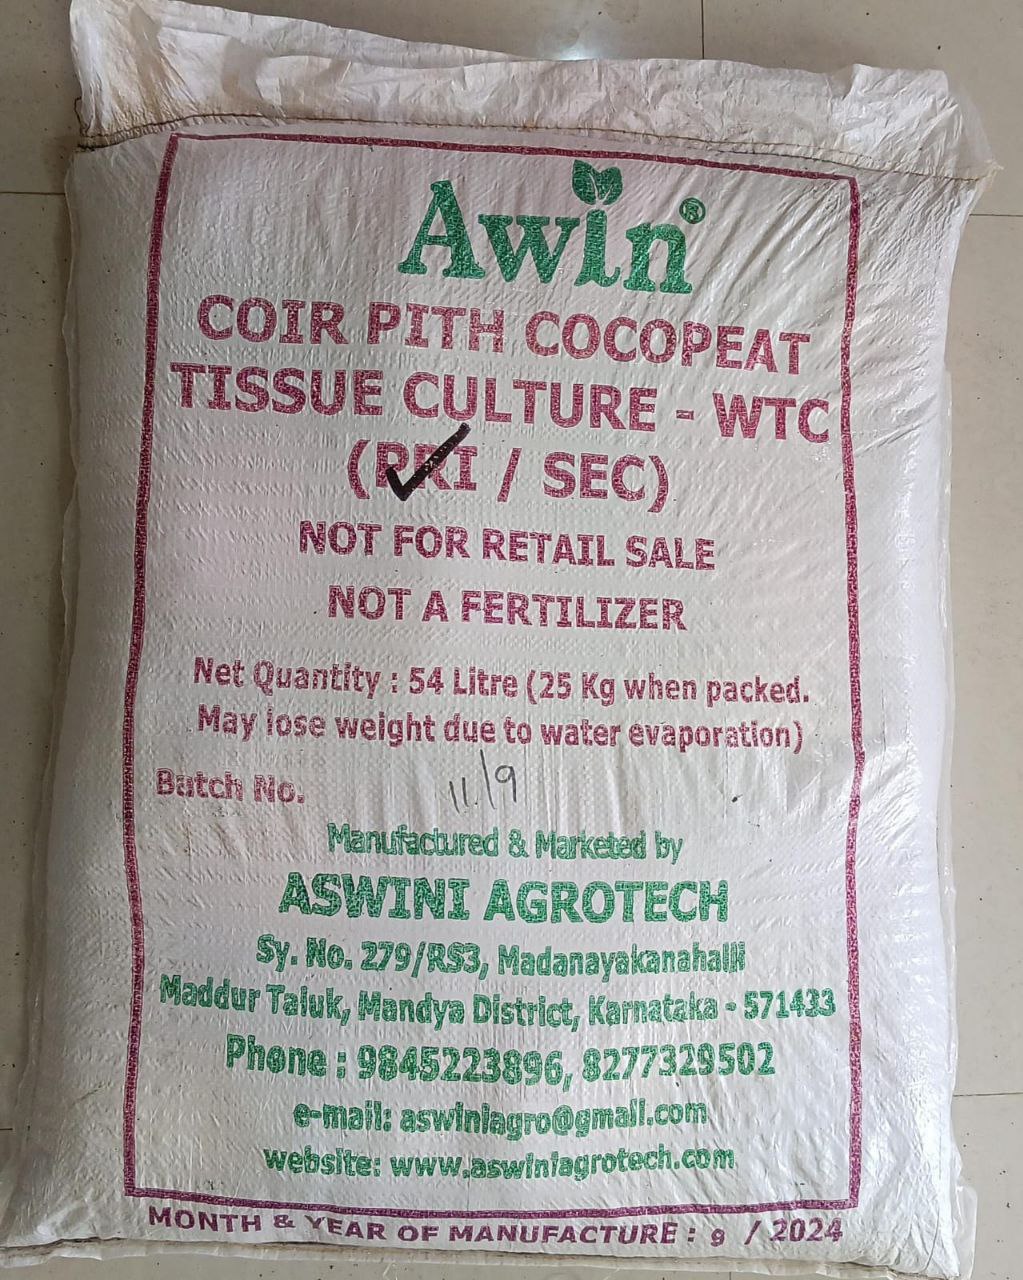 Awin®
COIR PITH COCOPEAT
TISSUE CULTURE - WTC
(PRI / SEC)
NOT FOR RETAIL SALE
NOT A FERTILIZER
Net Quantity : 54 Litre (25 Kg when packed.
May lose weight due to water evaporation)
Batch No. 11/9
Manufactured & Marketed by
ASWINI AGROTECH
Sy. No. 279/RS3, Madanayakanahalli
Maddur Taluk, Mandya District, Karnataka - 571433
Phone : 9845223896, 8277329502
e-mail: aswiniagro@gmail.com
website: www.aswiniagrotech.com
MONTH & YEAR OF MANUFACTURE : 9 / 2024